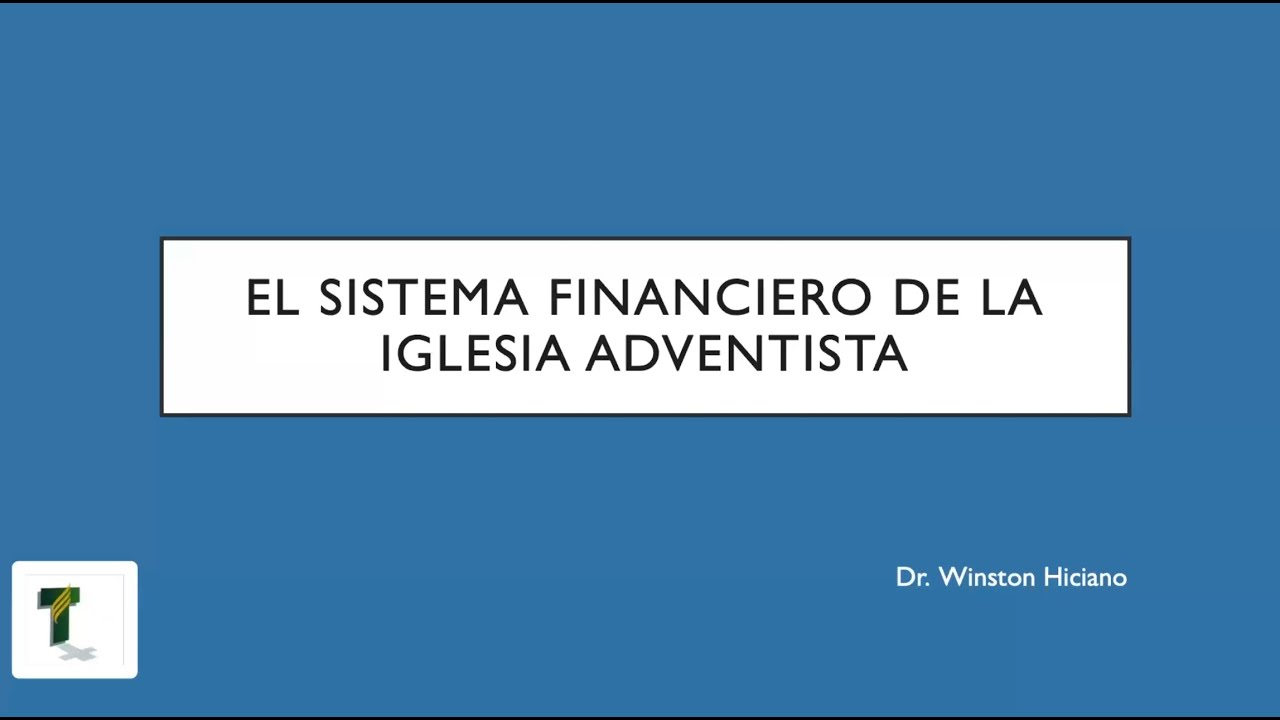 EL SISTEMA FINANCIERO DE LA
IGLESIA ADVENTISTA
Dr. Winston Hiciano
T